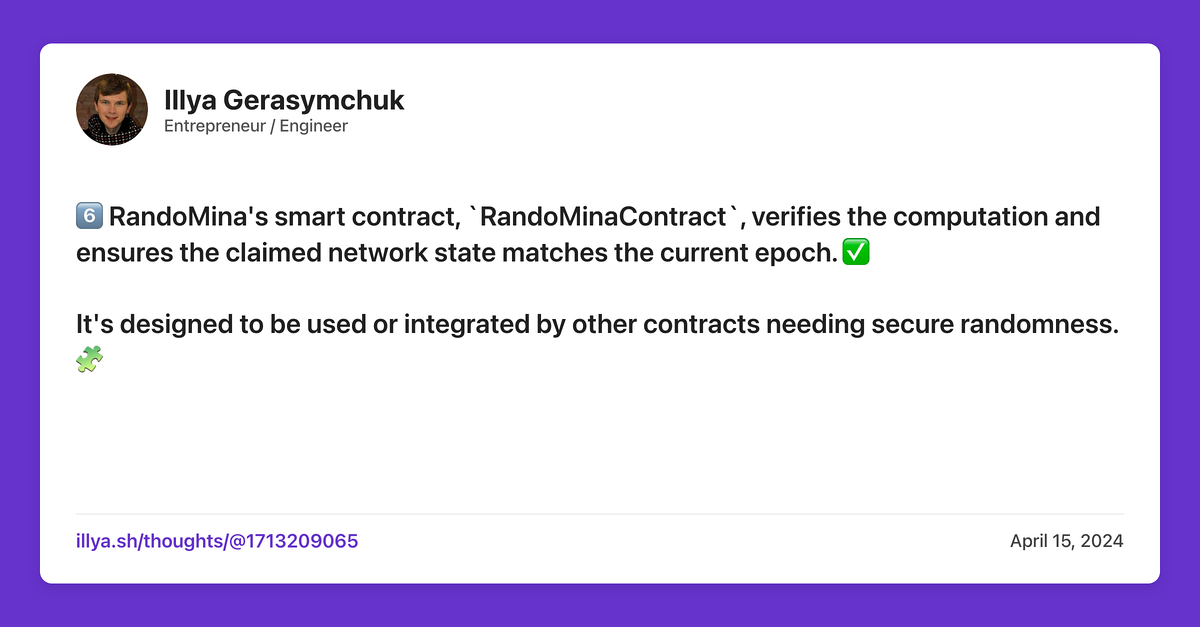 Illya Gerasymchuk
Entrepreneur / Engineer
6️⃣ RandoMina's smart contract, `RandoMinaContract`, verifies the computation and
ensures the claimed network state matches the current epoch.✅
It's designed to be used or integrated by other contracts needing secure randomness.
🧩
illya.sh/thoughts/@1713209065
April 15, 2024